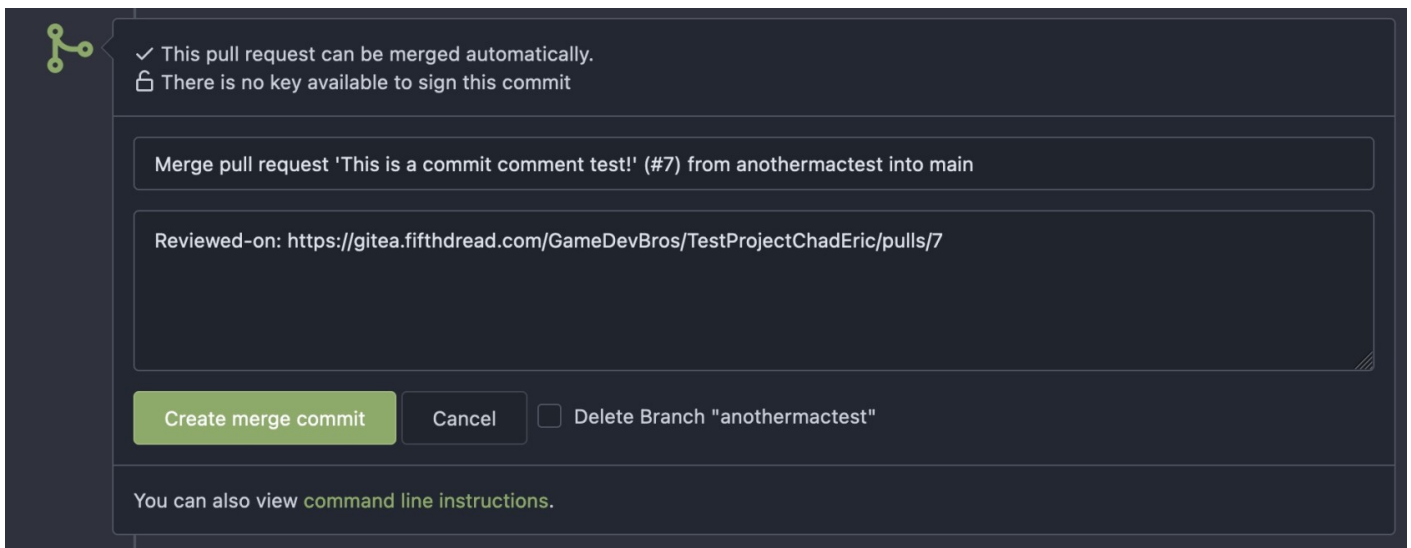 This pull request can be merged automatically.
There is no key available to sign this commit
Merge pull request 'This is a commit comment test!' (#7) from anothermactest into main
Reviewed-on: https://gitea.fifthdread.com/GameDevBros/TestProjectChadEric/pulls/7
Create merge commit Cancel Delete Branch "anothermactest"
You can also view command line instructions.